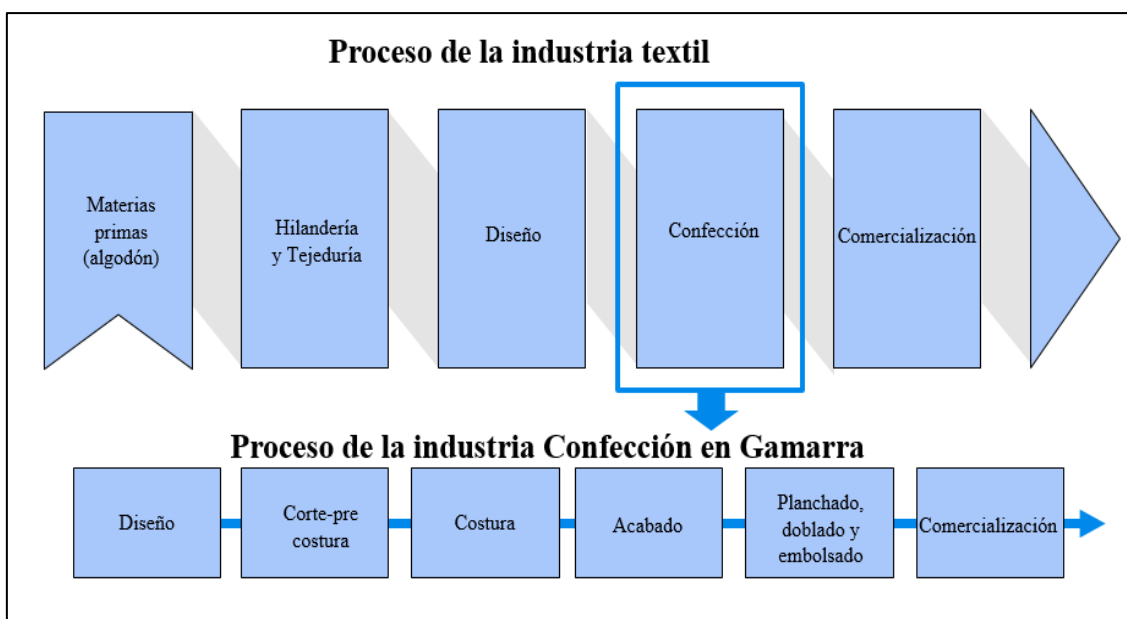 Proceso de la industria textil
Materias
primas
(algodón)
Hilandería
y Tejeduría
Diseño
Confección
Comercialización
Proceso de la industria Confección en Gamarra
Diseño
Corte-pre
costura
Costura
Acabado
Planchado,
doblado y
embolsado
Comercialización